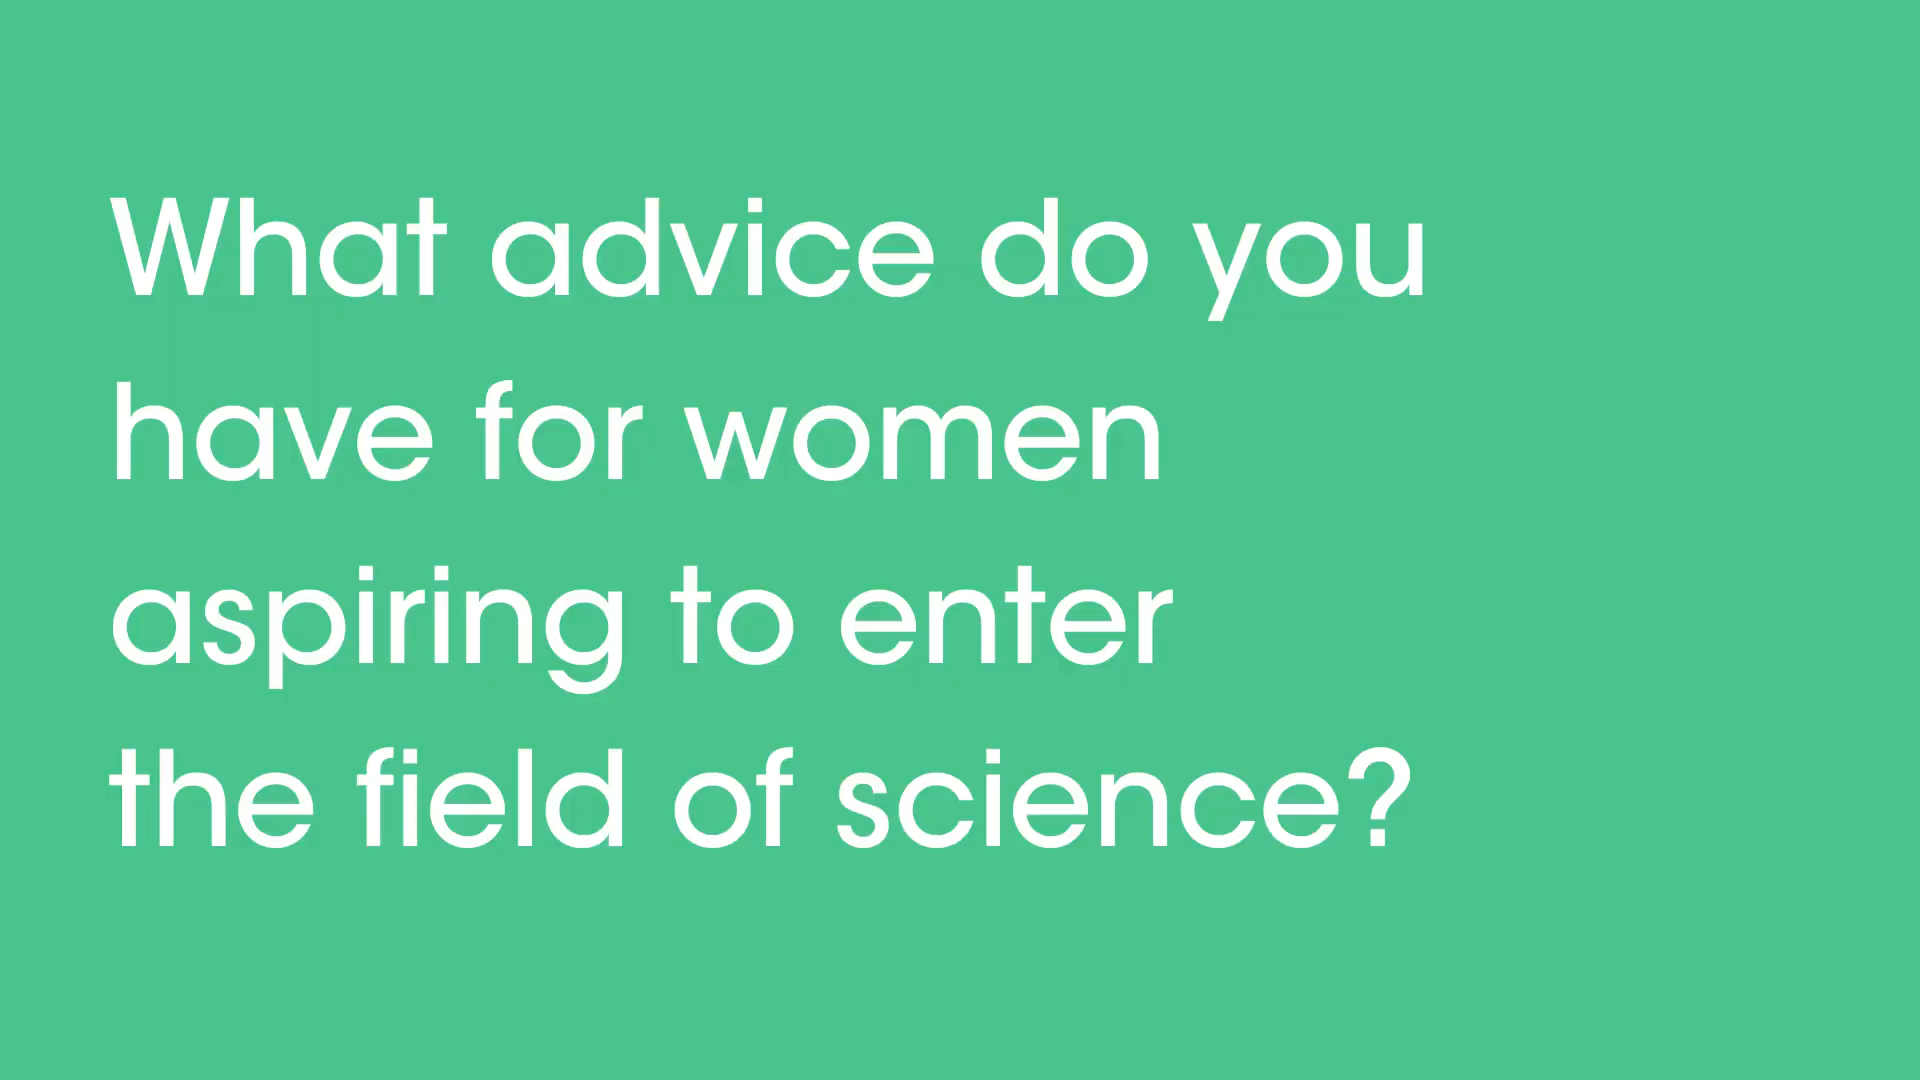 What advice do you
have for women
aspiring to enter
the field of science?